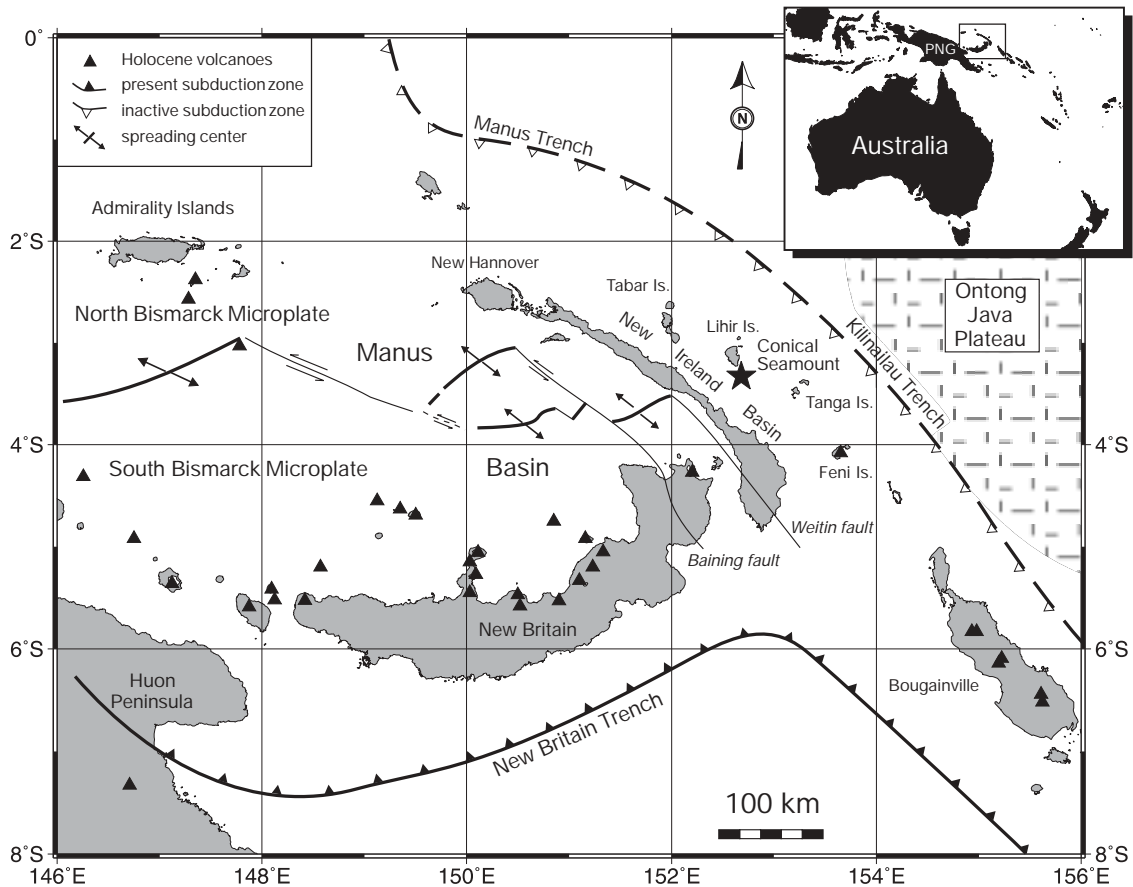 0°
2°S
4°S
6°S
8°S
Holocene volcanoes
present subduction zone
inactive subduction zone
spreading center
N
PNG
Australia
Manus Trench
Admirality Islands
New Hannover
Tabar Is.
North Bismarck Microplate
Manus
New
Ireland
Basin
Lihir Is.
Conical
Seamount
Kilinailau Trench
Ontong
Java
Plateau
Tanga Is.
4°S
South Bismarck Microplate
Basin
Feni Is.
Weitin fault
Baining fault
New Britain
6°S
Huon
Peninsula
Bougainville
New Britain Trench
100 km
8°S
146°E
148°E
150°E
152°E
154°E
156°E